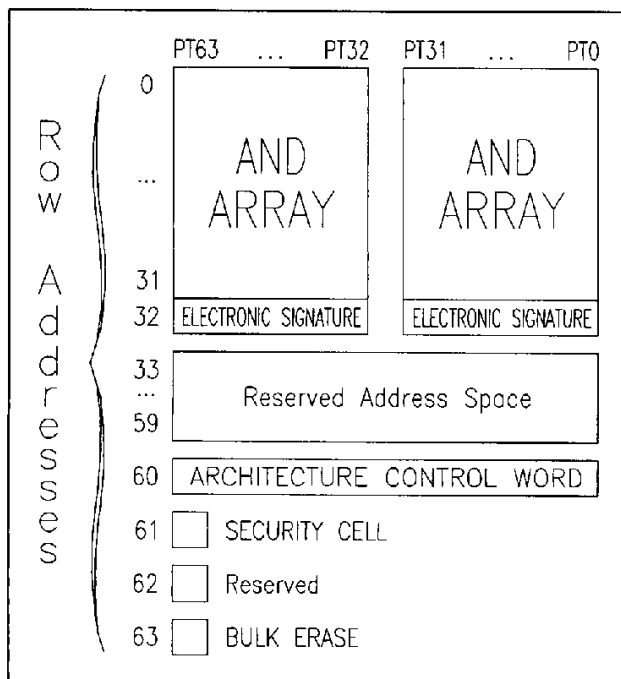 PT63 ... PT32 PT31 ... PT0
Row Addresses
0
AND ARRAY
AND ARRAY
...
31
32 ELECTRONIC SIGNATURE ELECTRONIC SIGNATURE
33
...
59
Reserved Address Space
60 ARCHITECTURE CONTROL WORD
61 SECURITY CELL
62 Reserved
63 BULK ERASE